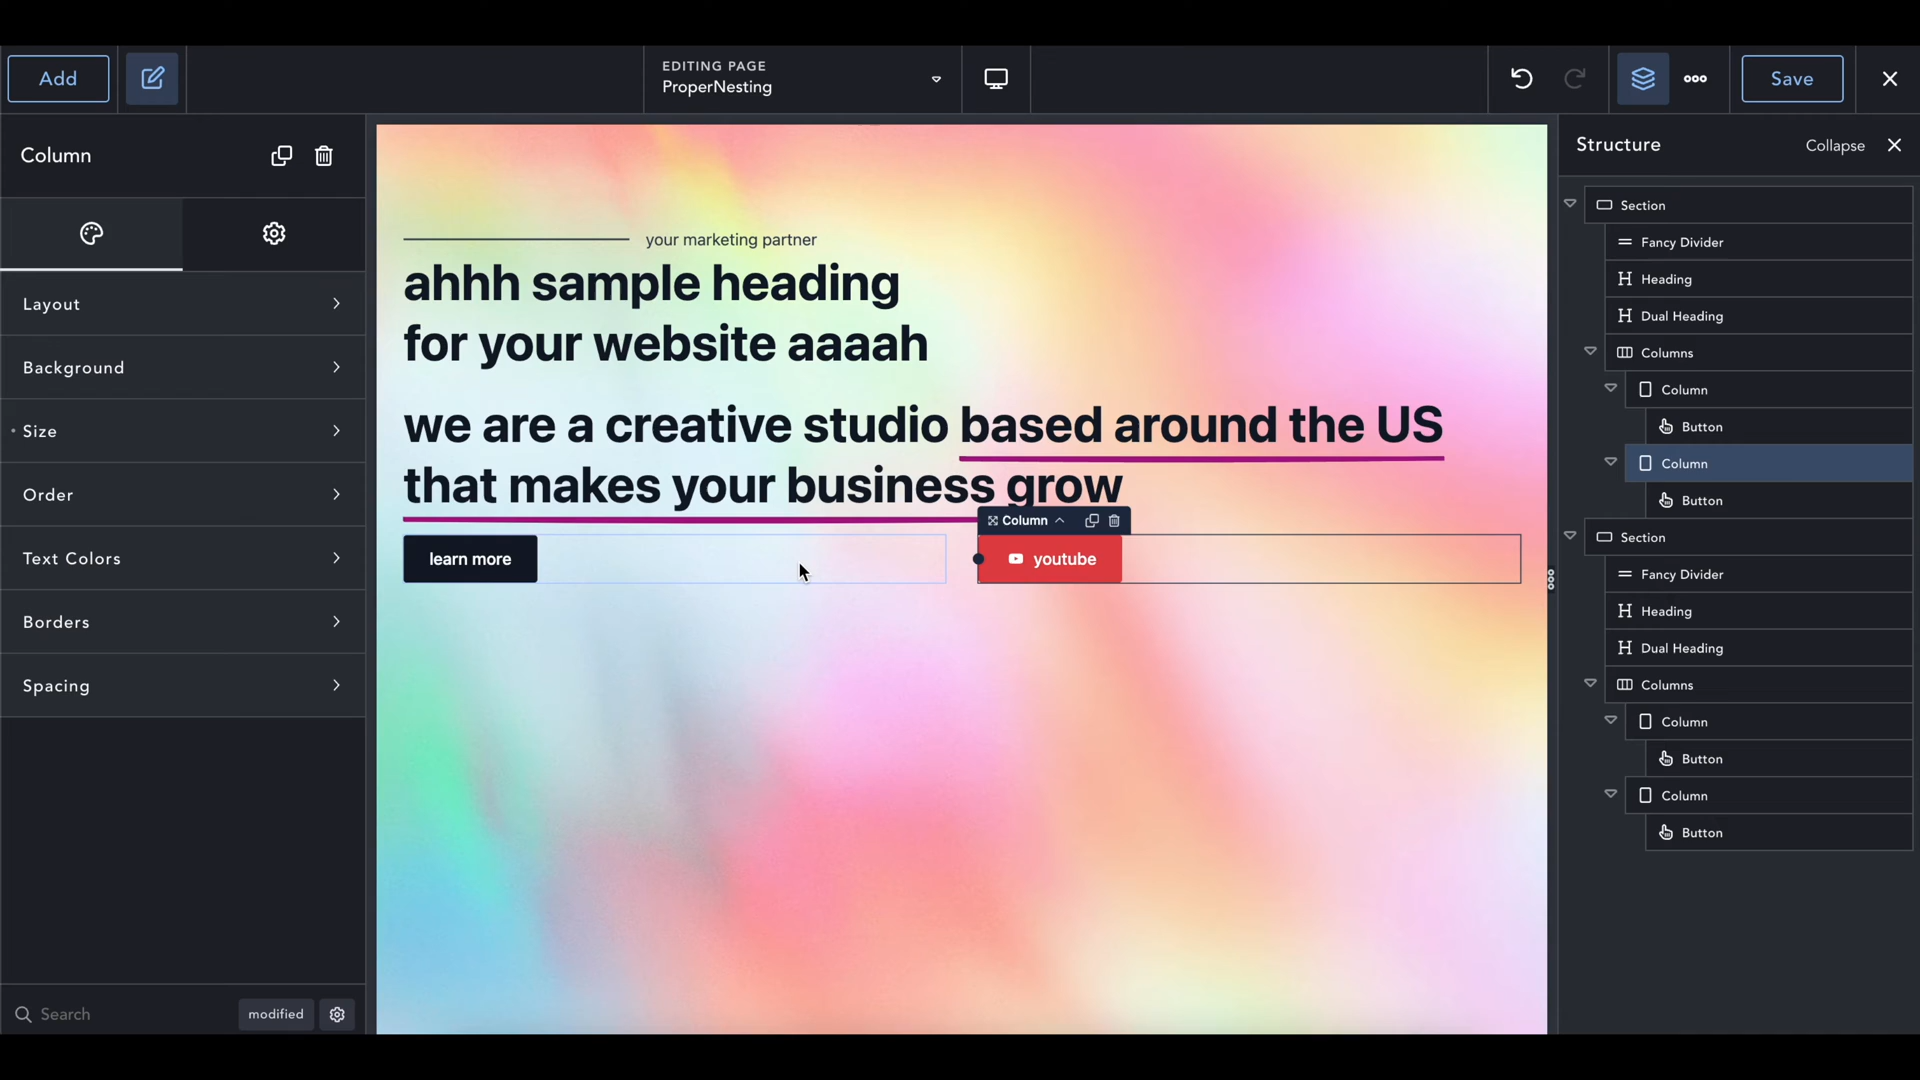 Add
EDITING PAGE
ProperNesting
Save
Column
Layout
Background
Size
Order
Text Colors
Borders
Spacing
Search
modified
your marketing partner
ahhh sample heading
for your website aaaah
we are a creative studio based around the US
that makes your business grow
Column
learn more
youtube
Structure
Collapse
Section
Fancy Divider
Heading
Dual Heading
Columns
Column
Button
Column
Button
Section
Fancy Divider
Heading
Dual Heading
Columns
Column
Button
Column
Button